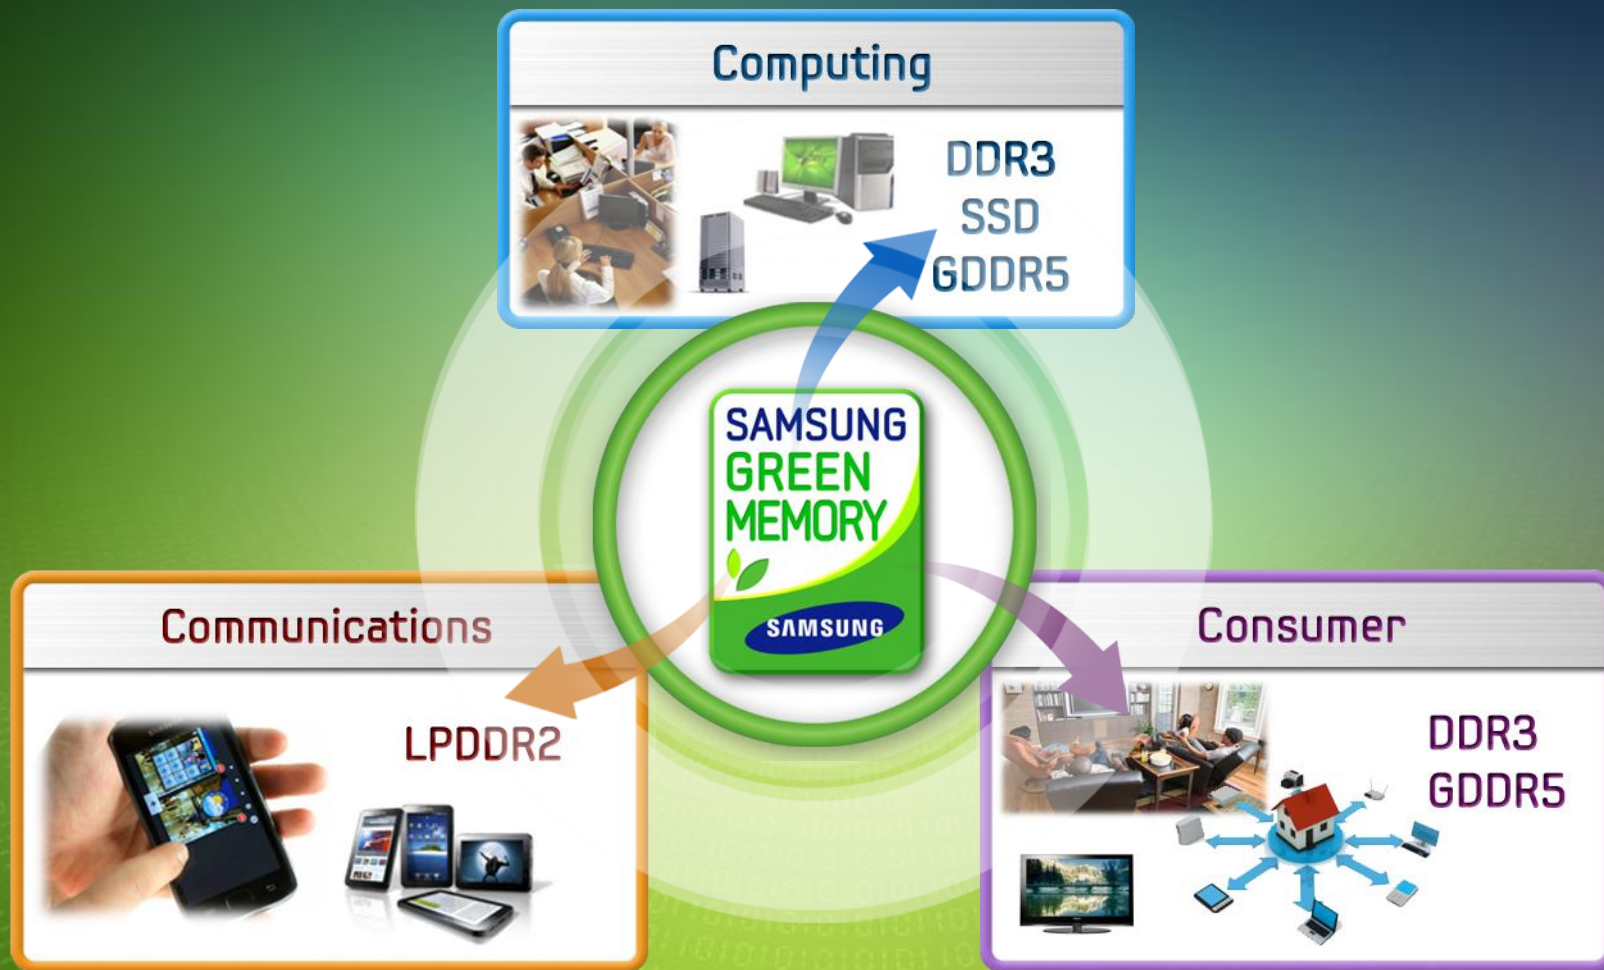 Computing
DDR3
SSD
GDDR5
SAMSUNG
GREEN
MEMORY
SAMSUNG
Communications
LPDDR2
Consumer
DDR3
GDDR5